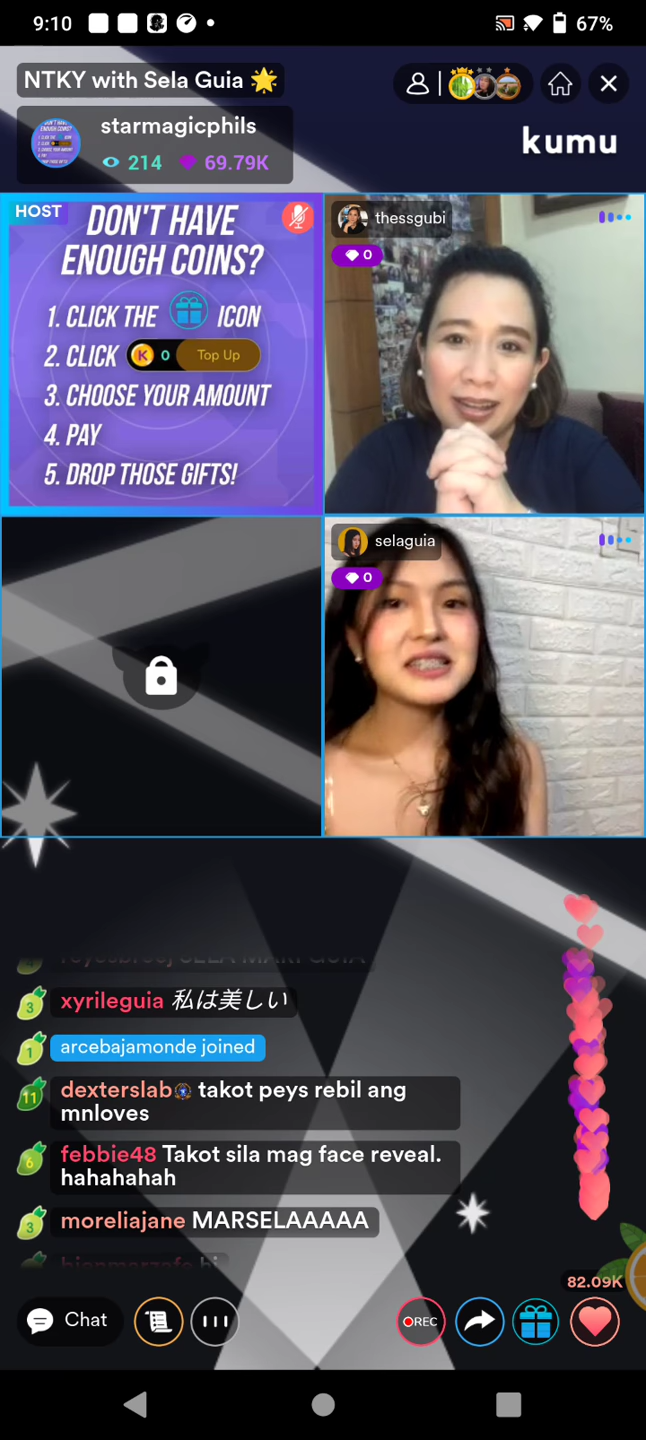 9:10
67%
NTKY with Sela Guia 🌟
starmagicphils
214 69.79K
kumu
HOST
DON'T HAVE
ENOUGH COINS?
1. CLICK THE ICON
2. CLICK K 0 Top Up
3. CHOOSE YOUR AMOUNT
4. PAY
5. DROP THOSE GIFTS!
thessgubi
0
selaguia
0
3 xyrileguia 私は美しい
1 arcebajamonde joined
11 dexterslab takot peys rebil ang
mnloves
6 febbie48 Takot sila mag face reveal.
hahahahah
3 moreliajane MARSELAAAAA
82.09K
Chat
REC